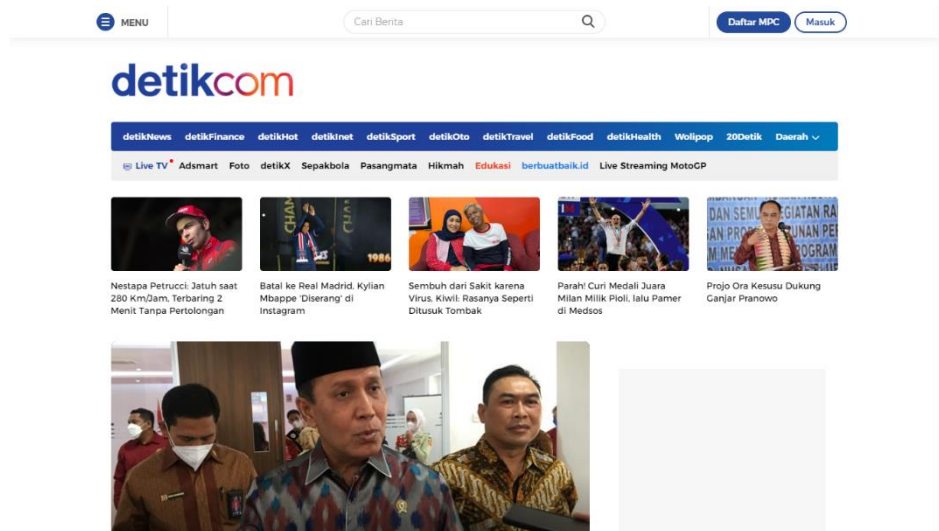 MENU
Cari Berita
Daftar MPC
Masuk
detikcom
detikNews detikFinance detikHot detikInet detikSport detikOto detikTravel detikFood detikHealth Wolipop 20Detik Daerah
Live TV Adsmart Foto detikX Sepakbola Pasangmata Hikmah Edukasi berbuatbaik.id Live Streaming MotoGP
CHAM
CHAM
1986
Nestapa Petrucci: Jatuh saat
280 Km/Jam, Terbaring 2
Menit Tanpa Pertolongan
Batal ke Real Madrid, Kylian
Mbappe 'Diserang' di
Instagram
Sembuh dari Sakit karena
Virus, Kiwil: Rasanya Seperti
Ditusuk Tombak
Parah! Curi Medali Juara
Milan Milik Pioli, lalu Pamer
di Medsos
Projo Ora Kesusu Dukung
Ganjar Pranowo